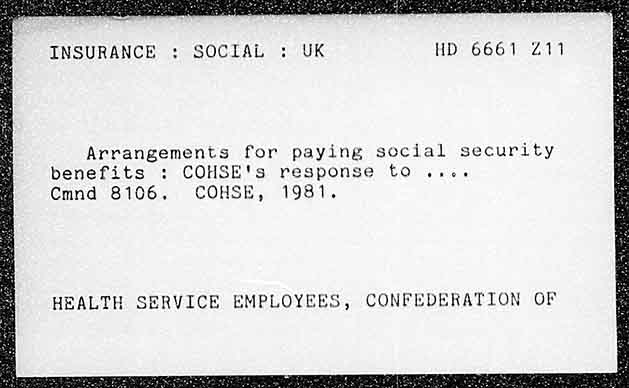 INSURANCE : SOCIAL : UK HD 6661 Z11
Arrangements for paying social security
benefits : COHSE's response to ....
Cmnd 8106. COHSE, 1981.
HEALTH SERVICE EMPLOYEES, CONFEDERATION OF